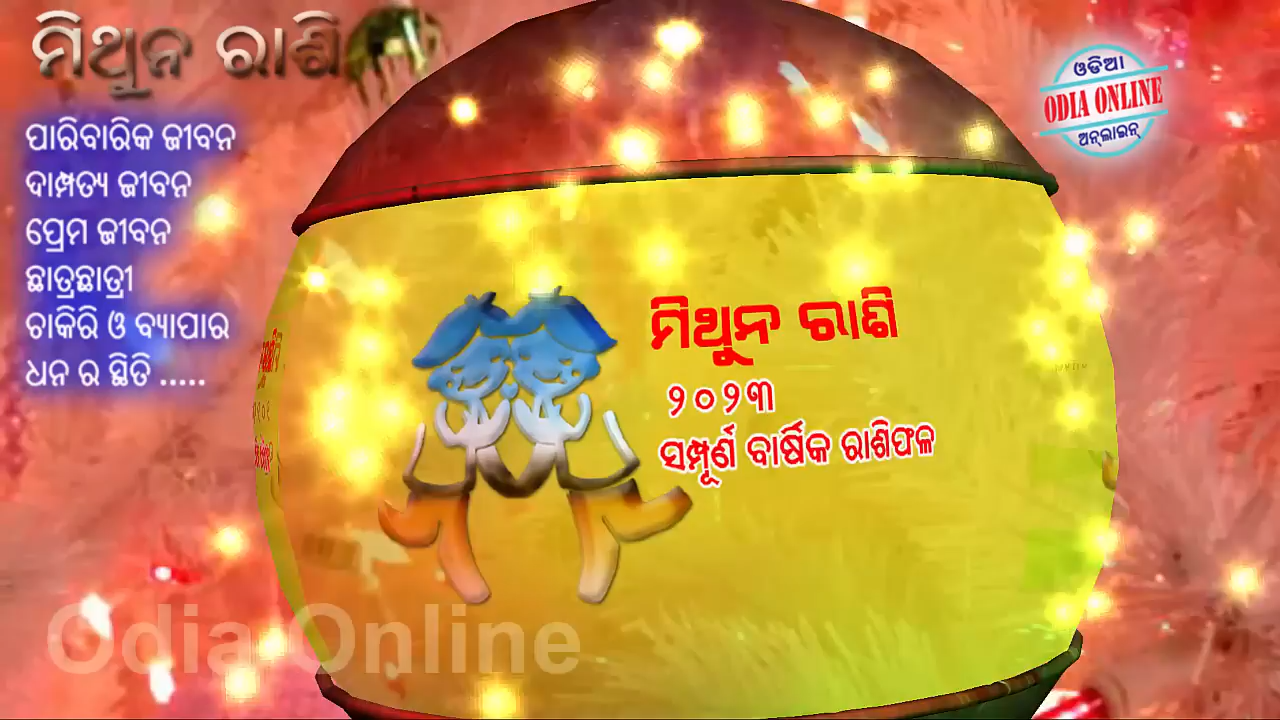 ମିଥୁନ ରାଶି
ପାରିବାରିକ ଜୀବନ
ଦାମ୍ପତ୍ୟ ଜୀବନ
ପ୍ରେମ ଜୀବନ
ଛାତ୍ରଛାତ୍ରୀ
ଚାକିରି ଓ ବ୍ୟାପାର
ଧନ ର ସ୍ଥିତି .....
ଓଡିଆ
ODIA ONLINE
ଅନ୍‌ଲାଇନ୍
ମିଥୁନ ରାଶି
୨୦୨୩
ସମ୍ପୂର୍ଣ ବାର୍ଷିକ ରାଶିଫଳ
Odia Online